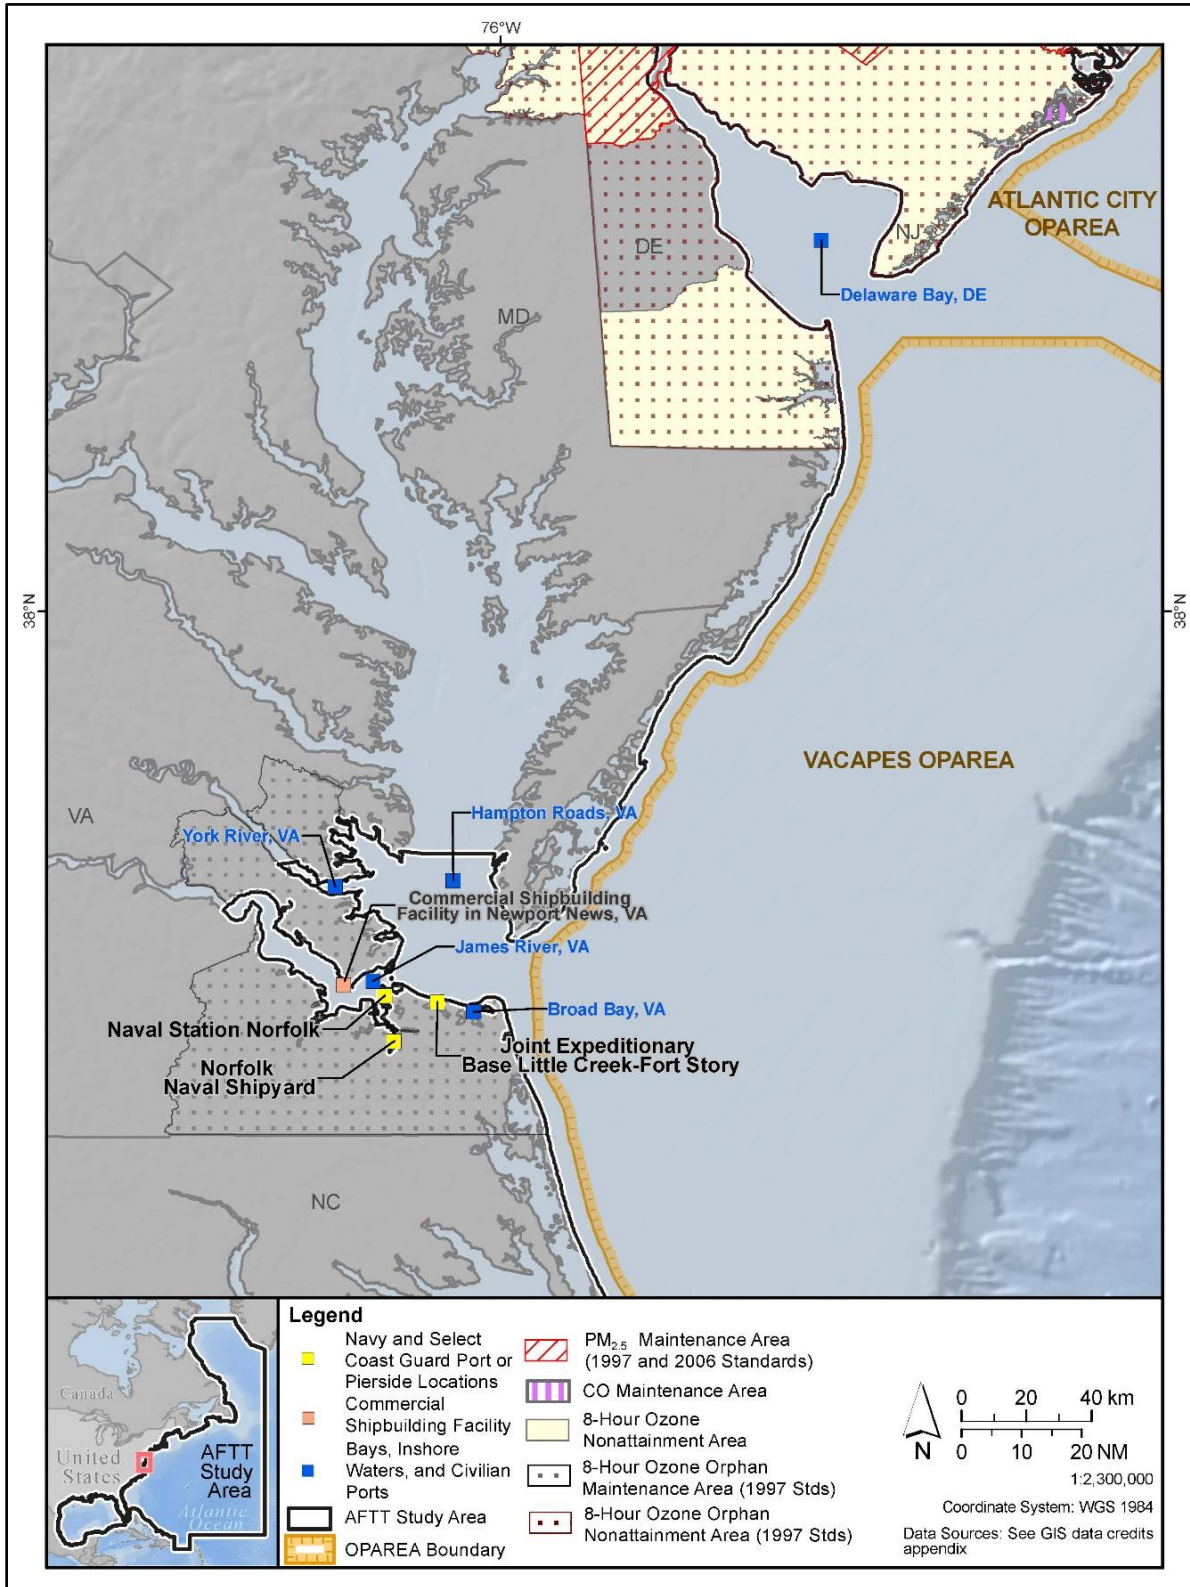 76°W
ATLANTIC CITY
OPAREA
NJ
DE
Delaware Bay, DE
MD
38°N
38°N
VACAPES OPAREA
VA
Hampton Roads, VA
York River, VA
Commercial Shipbuilding
Facility in Newport News, VA
James River, VA
Broad Bay, VA
Naval Station Norfolk
Joint Expeditionary
Base Little Creek-Fort Story
Norfolk
Naval Shipyard
NC
Canada
United
States
AFTT
Study
Area
Atlantic
Ocean
Legend
Navy and Select
Coast Guard Port or
Pierside Locations
Commercial
Shipbuilding Facility
Bays, Inshore
Waters, and Civilian
Ports
AFTT Study Area
OPAREA Boundary
PM2.5 Maintenance Area
(1997 and 2006 Standards)
CO Maintenance Area
8-Hour Ozone
Nonattainment Area
8-Hour Ozone Orphan
Maintenance Area (1997 Stds)
8-Hour Ozone Orphan
Nonattainment Area (1997 Stds)
N
0 20 40 km
0 10 20 NM
1:2,300,000
Coordinate System: WGS 1984
Data Sources: See GIS data credits
appendix